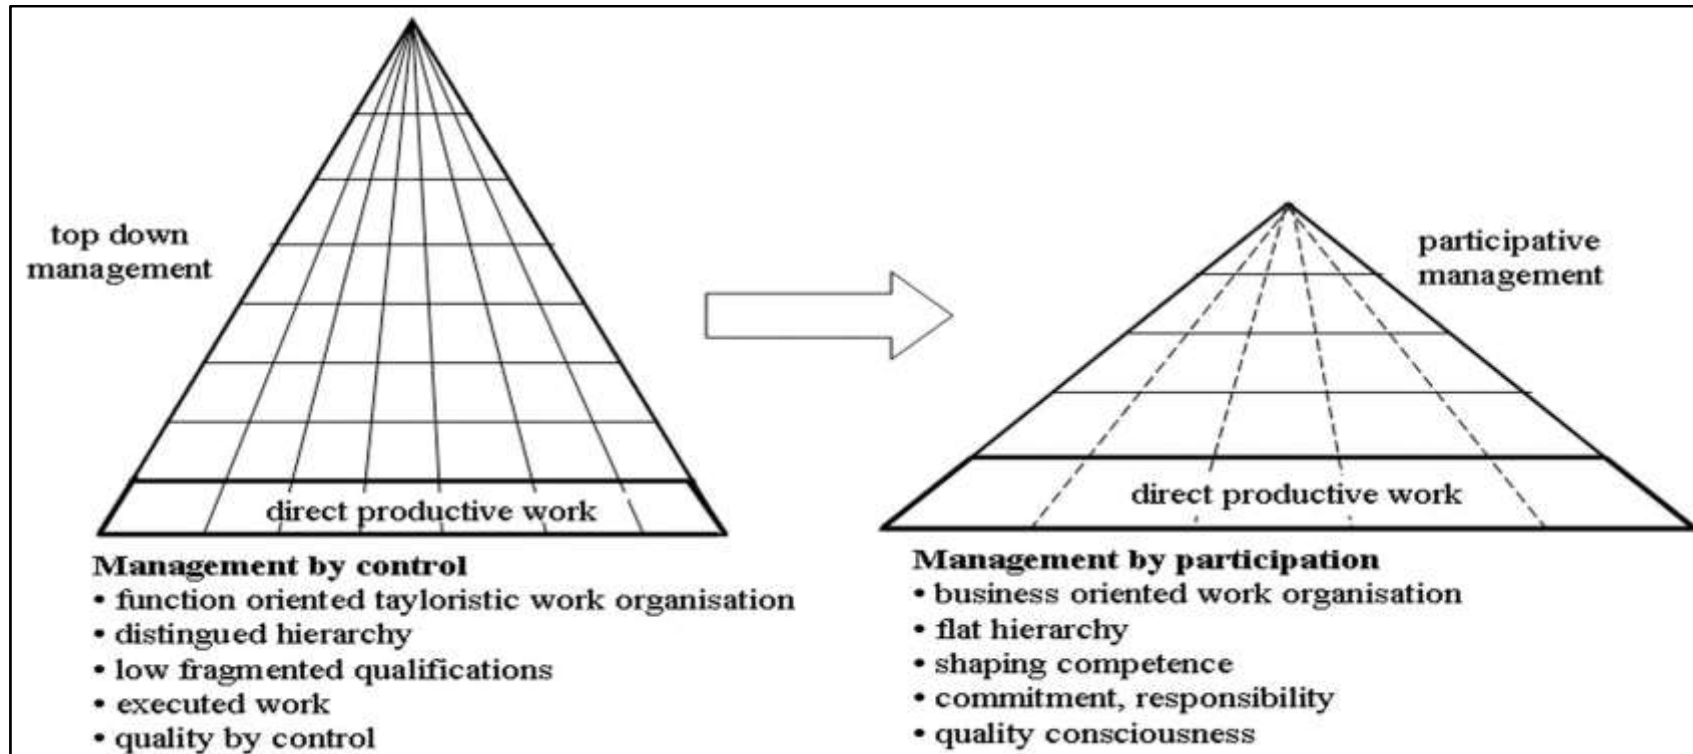 top down
management
direct productive work
Management by control
• function oriented tayloristic work organisation
• distingued hierarchy
• low fragmented qualifications
• executed work
• quality by control
participative
management
direct productive work
Management by participation
• business oriented work organisation
• flat hierarchy
• shaping competence
• commitment, responsibility
• quality consciousness